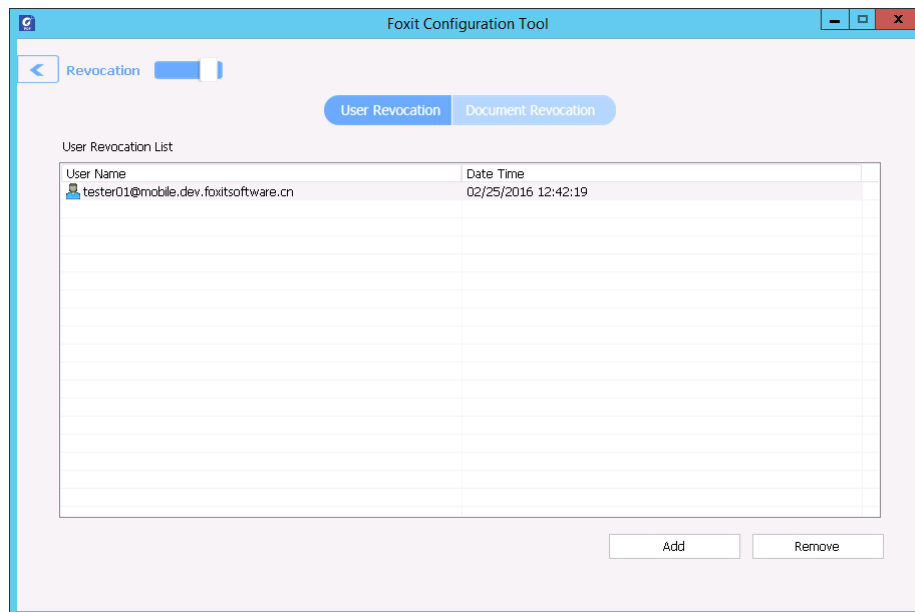 Foxit Configuration Tool
Revocation
User Revocation Document Revocation
User Revocation List
User Name Date Time
tester01@mobile.dev.foxitsoftware.cn 02/25/2016 12:42:19
Add Remove